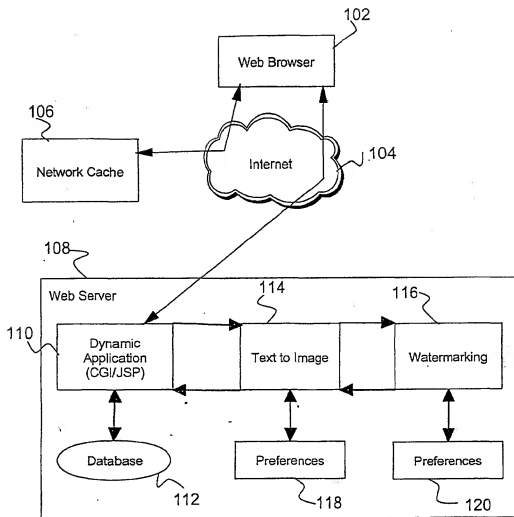 102
Web Browser
106
Network Cache
Internet
104
108
Web Server
114
116
110
Dynamic
Application
(CGI/JSP)
Text to Image
Watermarking
Database
Preferences
Preferences
112
118
120